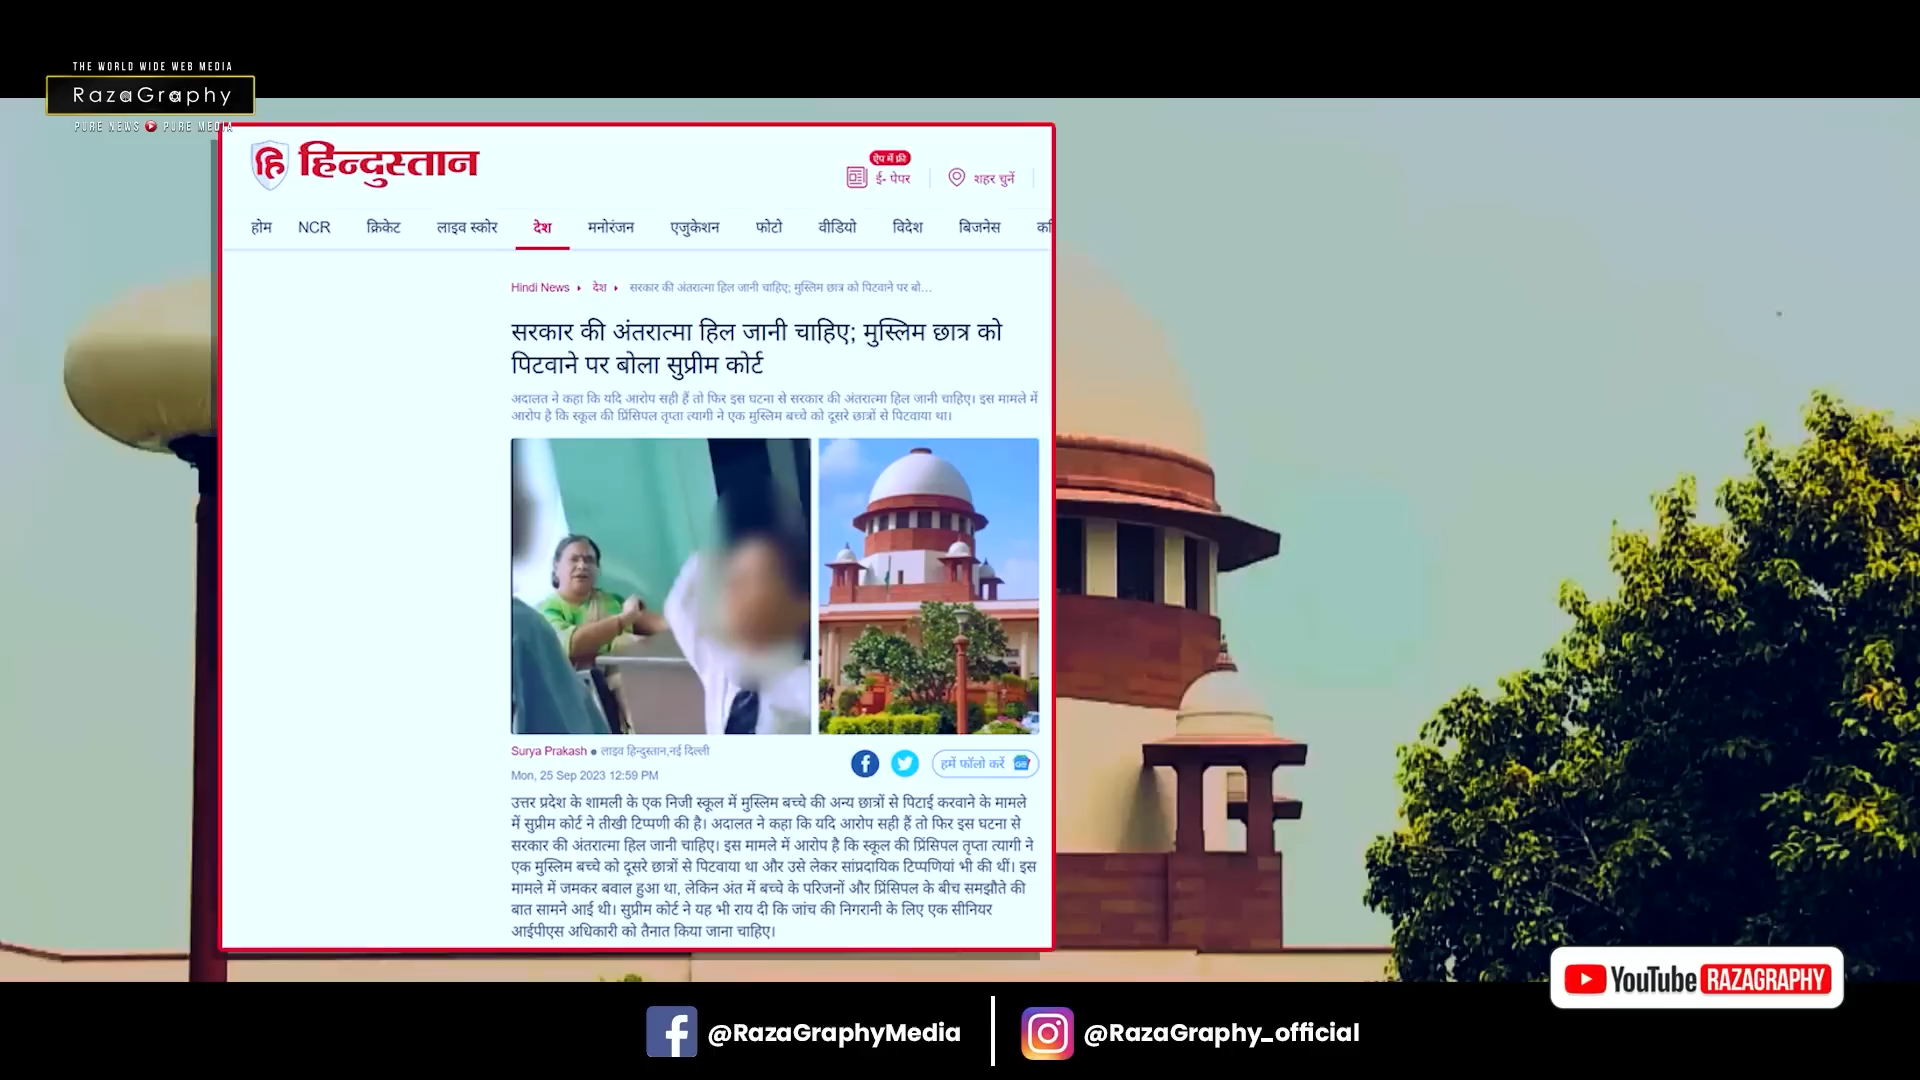 THE WORLD WIDE WEB MEDIA
RazaGraphy
PURE NEWS PURE MEDIA
हि हिन्दुस्तान
ऐप में फ्री
ई- पेपर
शहर चुनें
होम NCR क्रिकेट लाइव स्कोर देश मनोरंजन एजुकेशन फोटो वीडियो विदेश बिजनेस
Hindi News देश सरकार की अंतरात्मा हिल जानी चाहिए; मुस्लिम छात्र को पिटवाने पर बो...
सरकार की अंतरात्मा हिल जानी चाहिए; मुस्लिम छात्र को
पिटवाने पर बोला सुप्रीम कोर्ट
अदालत ने कहा कि यदि आरोप सही हैं तो फिर इस घटना से सरकार की अंतरात्मा हिल जानी चाहिए। इस मामले में
आरोप है कि स्कूल की प्रिंसिपल तृप्ता त्यागी ने एक मुस्लिम बच्चे को दूसरे छात्रों से पिटवाया था।
Surya Prakash लाइव हिन्दुस्तान,नई दिल्ली
Mon, 25 Sep 2023 12:59 PM
हमें फॉलो करें
उत्तर प्रदेश के शामली के एक निजी स्कूल में मुस्लिम बच्चे की अन्य छात्रों से पिटाई करवाने के मामले
में सुप्रीम कोर्ट ने तीखी टिप्पणी की है। अदालत ने कहा कि यदि आरोप सही हैं तो फिर इस घटना से
सरकार की अंतरात्मा हिल जानी चाहिए। इस मामले में आरोप है कि स्कूल की प्रिंसिपल तृप्ता त्यागी ने
एक मुस्लिम बच्चे को दूसरे छात्रों से पिटवाया था और उसे लेकर सांप्रदायिक टिप्पणियां भी की थीं। इस
मामले में जमकर बवाल हुआ था, लेकिन अंत में बच्चे के परिजनों और प्रिंसिपल के बीच समझौते की
बात सामने आई थी। सुप्रीम कोर्ट ने यह भी राय दी कि जांच की निगरानी के लिए एक सीनियर
आईपीएस अधिकारी को तैनात किया जाना चाहिए।
YouTube RAZAGRAPHY
@RazaGraphyMedia
@RazaGraphy_official